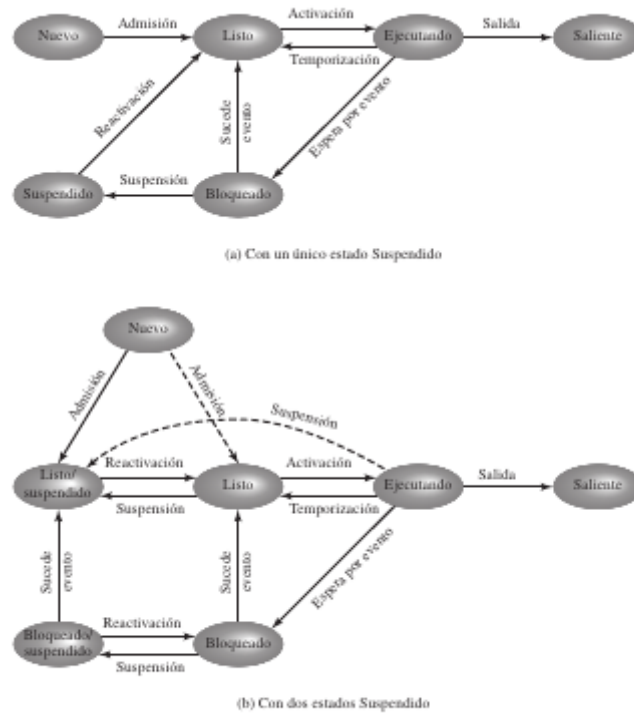 Nuevo
Admisión
Listo
Activación
Temporización
Ejecutando
Salida
Saliente
Reactivación
Sucede
evento
Espera por evento
Suspendido
Suspensión
Bloqueado
(a) Con un único estado Suspendido
Nuevo
Admisión
Admisión
Suspensión
Listo/
suspendido
Reactivación
Suspensión
Listo
Activación
Temporización
Ejecutando
Salida
Saliente
Sucede
evento
Sucede
evento
Espera por evento
Bloqueado/
suspendido
Reactivación
Suspensión
Bloqueado
(b) Con dos estados Suspendido